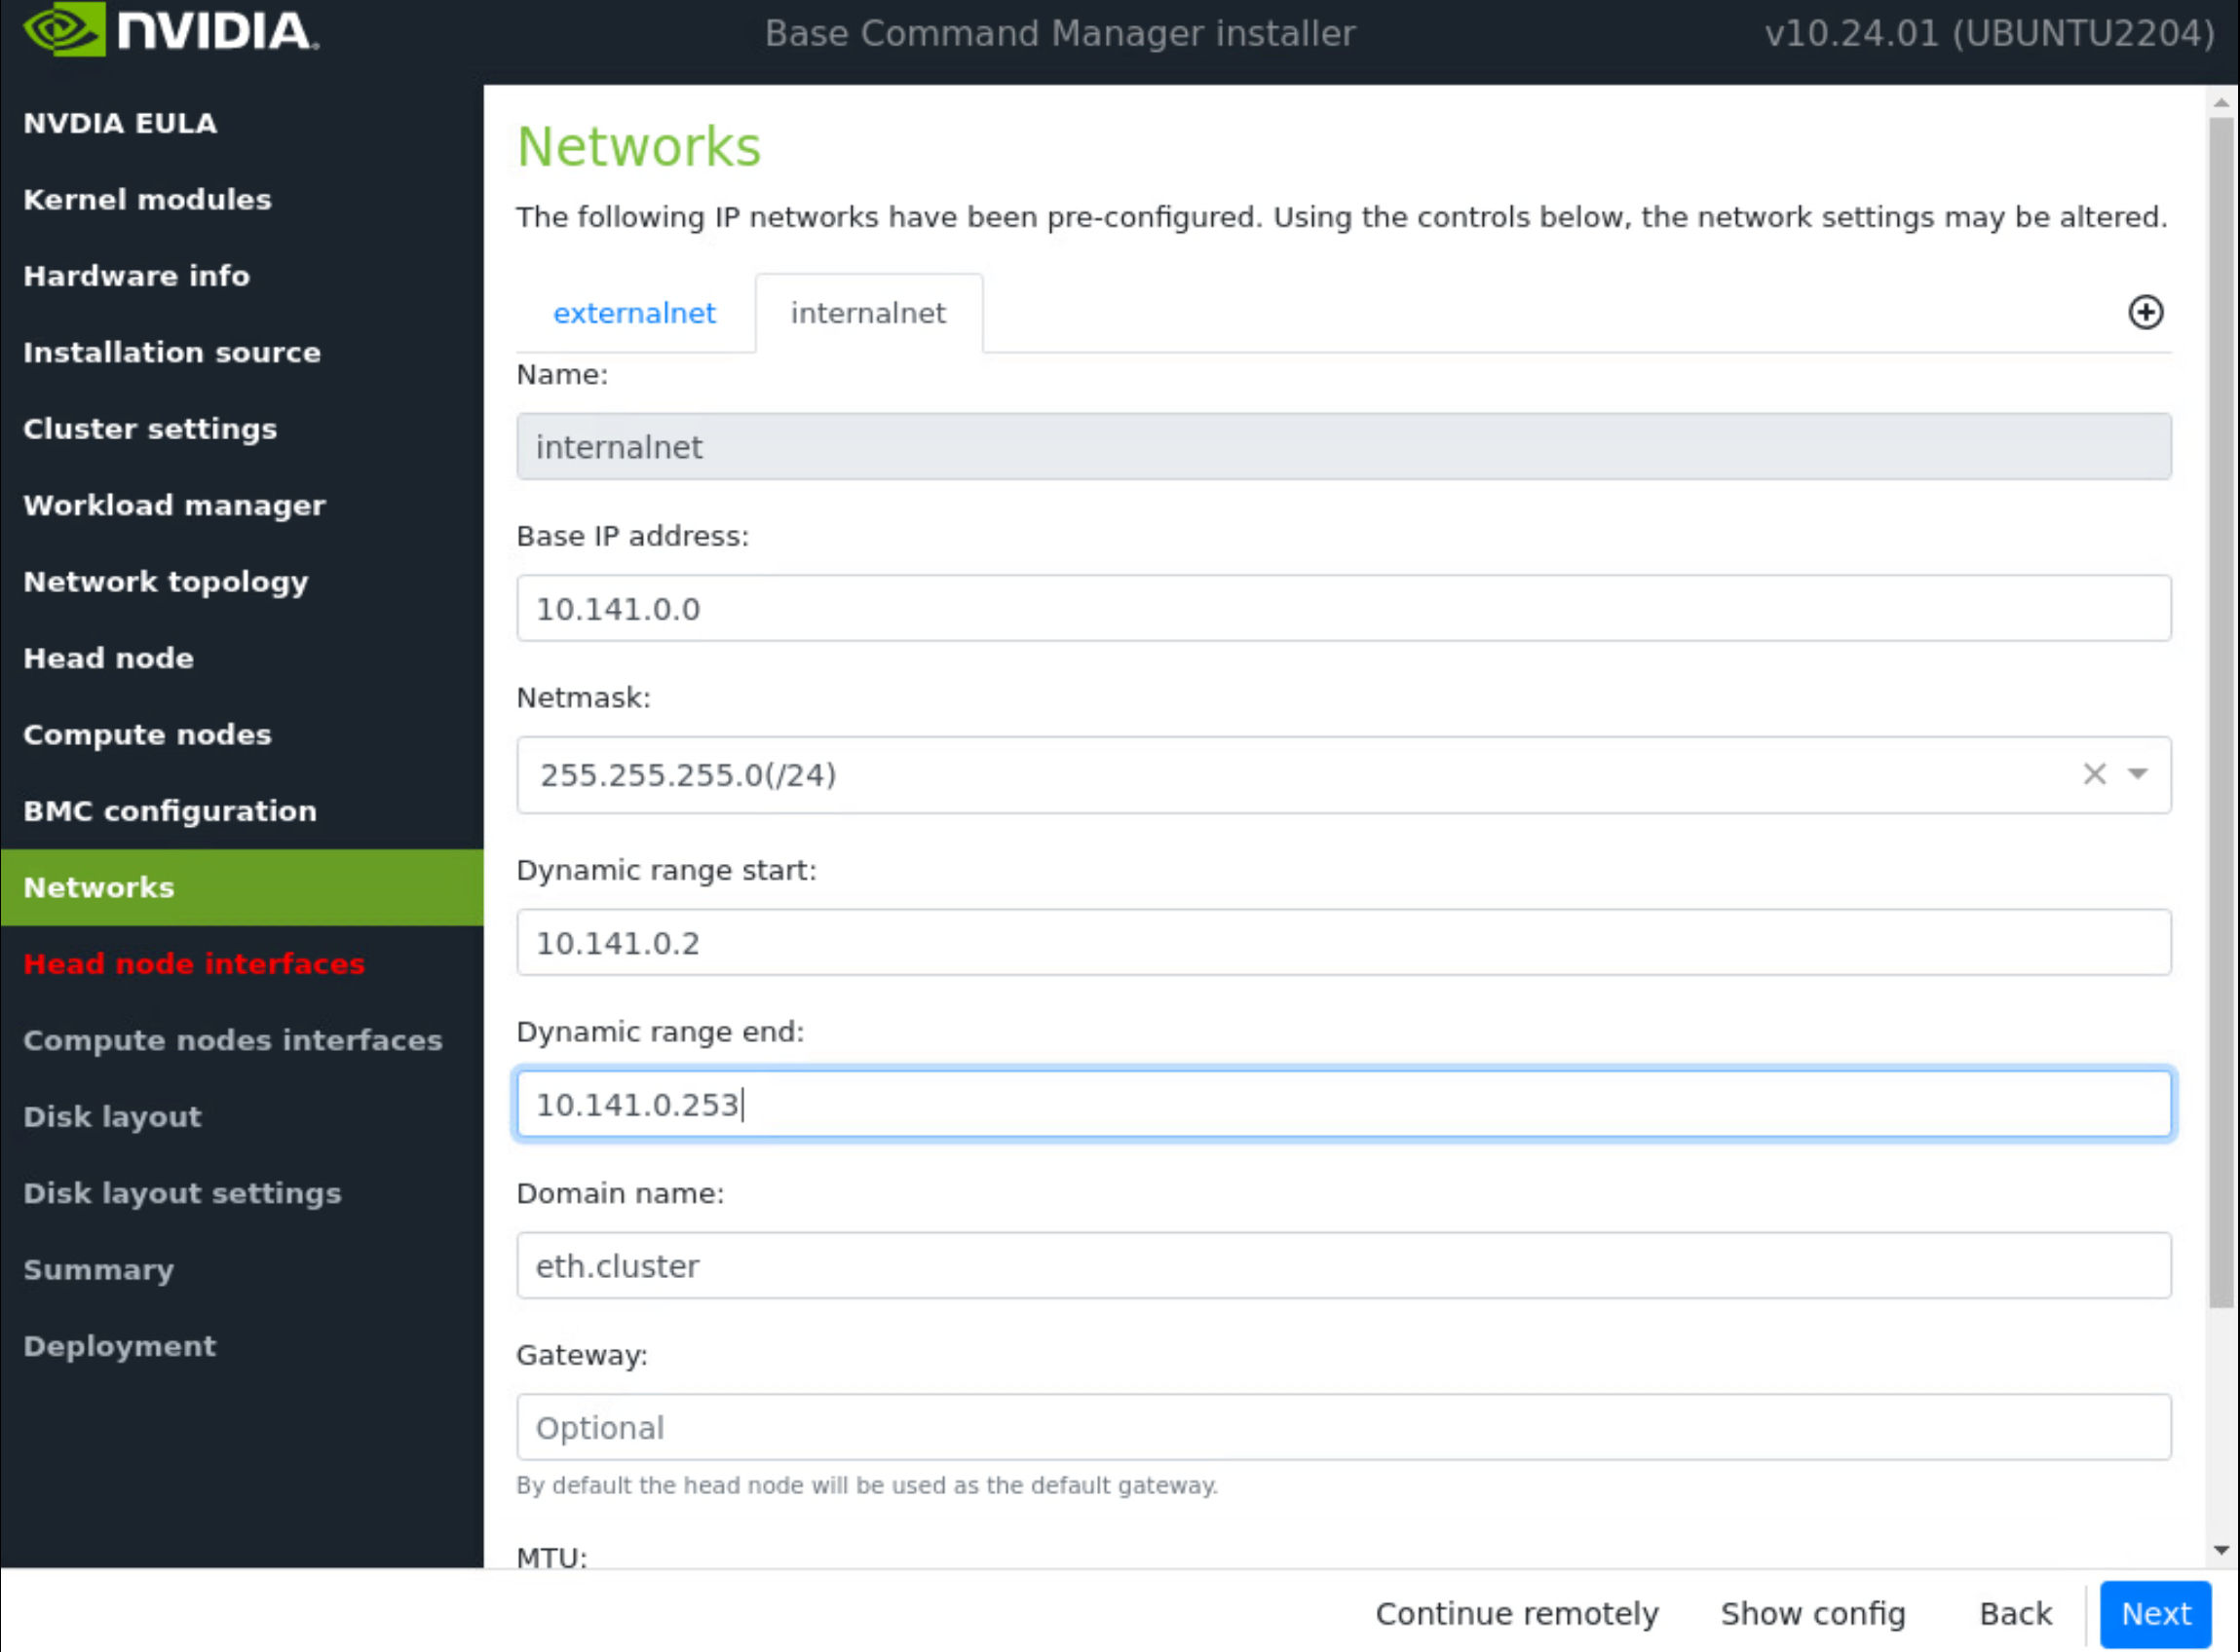 NVIDIA.
Base Command Manager installer
v10.24.01 (UBUNTU2204)
NVDIA EULA
Kernel modules
Hardware info
Installation source
Cluster settings
Workload manager
Network topology
Head node
Compute nodes
BMC configuration
Networks
Head node interfaces
Compute nodes interfaces
Disk layout
Disk layout settings
Summary
Deployment
Networks
The following IP networks have been pre-configured. Using the controls below, the network settings may be altered.
externalnet
internalnet
Name:
internalnet
Base IP address:
10.141.0.0
Netmask:
255.255.255.0(/24)
Dynamic range start:
10.141.0.2
Dynamic range end:
10.141.0.253
Domain name:
eth.cluster
Gateway:
Optional
By default the head node will be used as the default gateway.
MTU:
Continue remotely
Show config
Back
Next